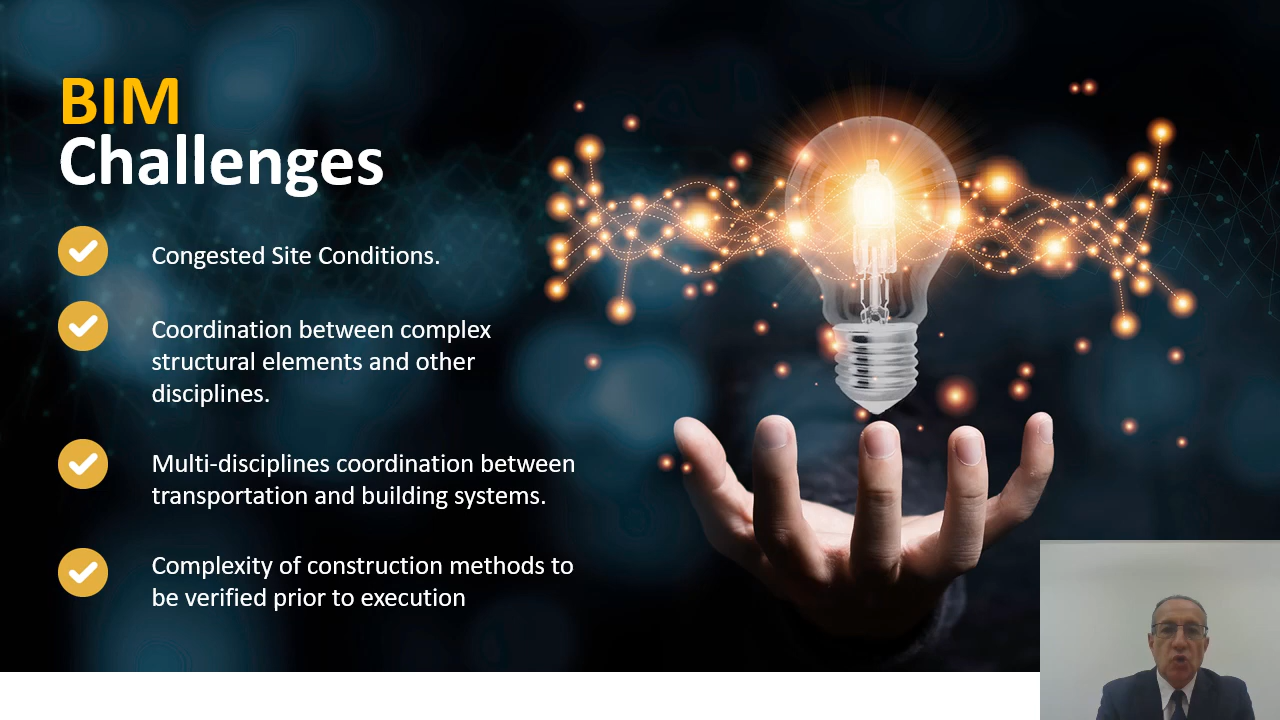 BIM
Challenges
Congested Site Conditions.
Coordination between complex
structural elements and other
disciplines.
Multi-disciplines coordination between
transportation and building systems.
Complexity of construction methods to
be verified prior to execution